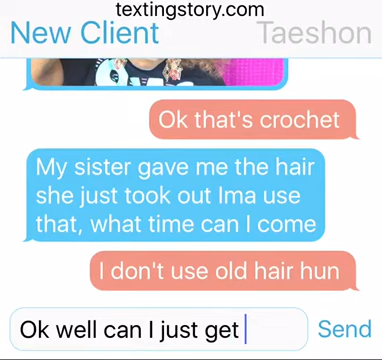 textingstory.com
New Client
Taeshon
Ok that's crochet
My sister gave me the hair
she just took out Ima use
that, what time can I come
I don't use old hair hun
Ok well can I just get
Send